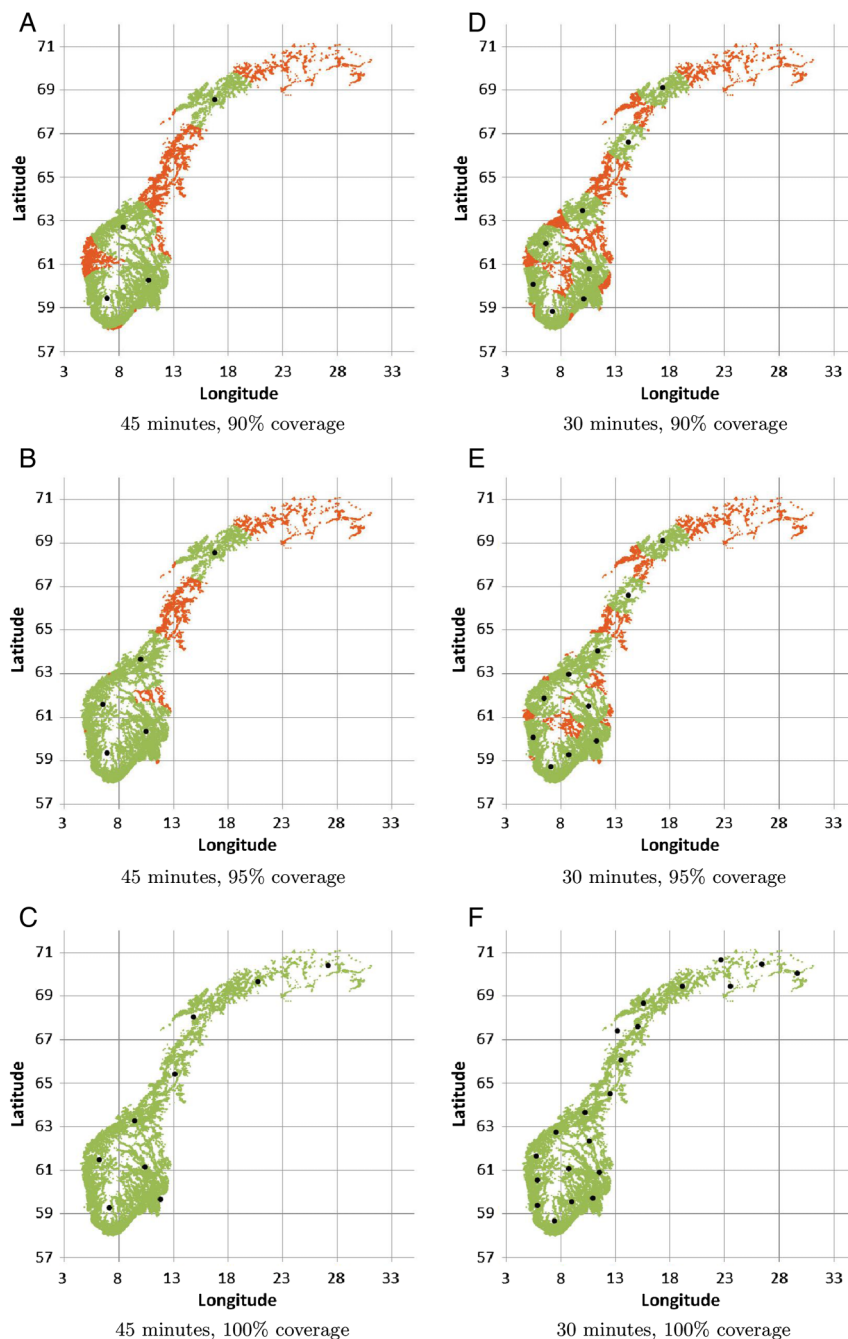 A
D
71
69
67
65
63
61
59
57
Latitude
3 8 13 18 23 28 33
Longitude
45 minutes, 90% coverage
71
69
67
65
63
61
59
57
Latitude
3 8 13 18 23 28 33
Longitude
30 minutes, 90% coverage
B
E
71
69
67
65
63
61
59
57
Latitude
3 8 13 18 23 28 33
Longitude
45 minutes, 95% coverage
71
69
67
65
63
61
59
57
Latitude
3 8 13 18 23 28 33
Longitude
30 minutes, 95% coverage
C
F
71
69
67
65
63
61
59
57
Latitude
3 8 13 18 23 28 33
Longitude
45 minutes, 100% coverage
71
69
67
65
63
61
59
57
Latitude
3 8 13 18 23 28 33
Longitude
30 minutes, 100% coverage